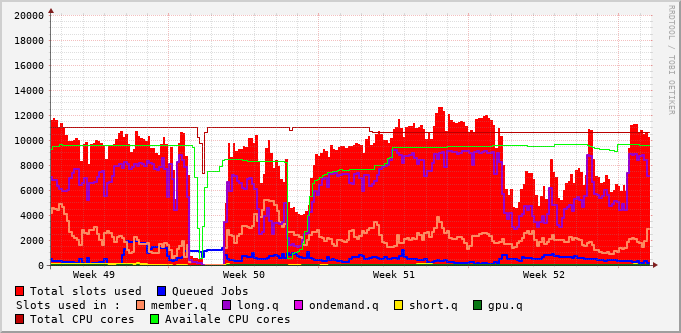 20000
18000
16000
14000
12000
10000
8000
6000
4000
2000
0
Week 49 Week 50 Week 51 Week 52
RRDTOOL / TOBI OETIKER
Total slots used Queued Jobs
Slots used in : member.q long.q ondemand.q short.q gpu.q
Total CPU cores Availale CPU cores